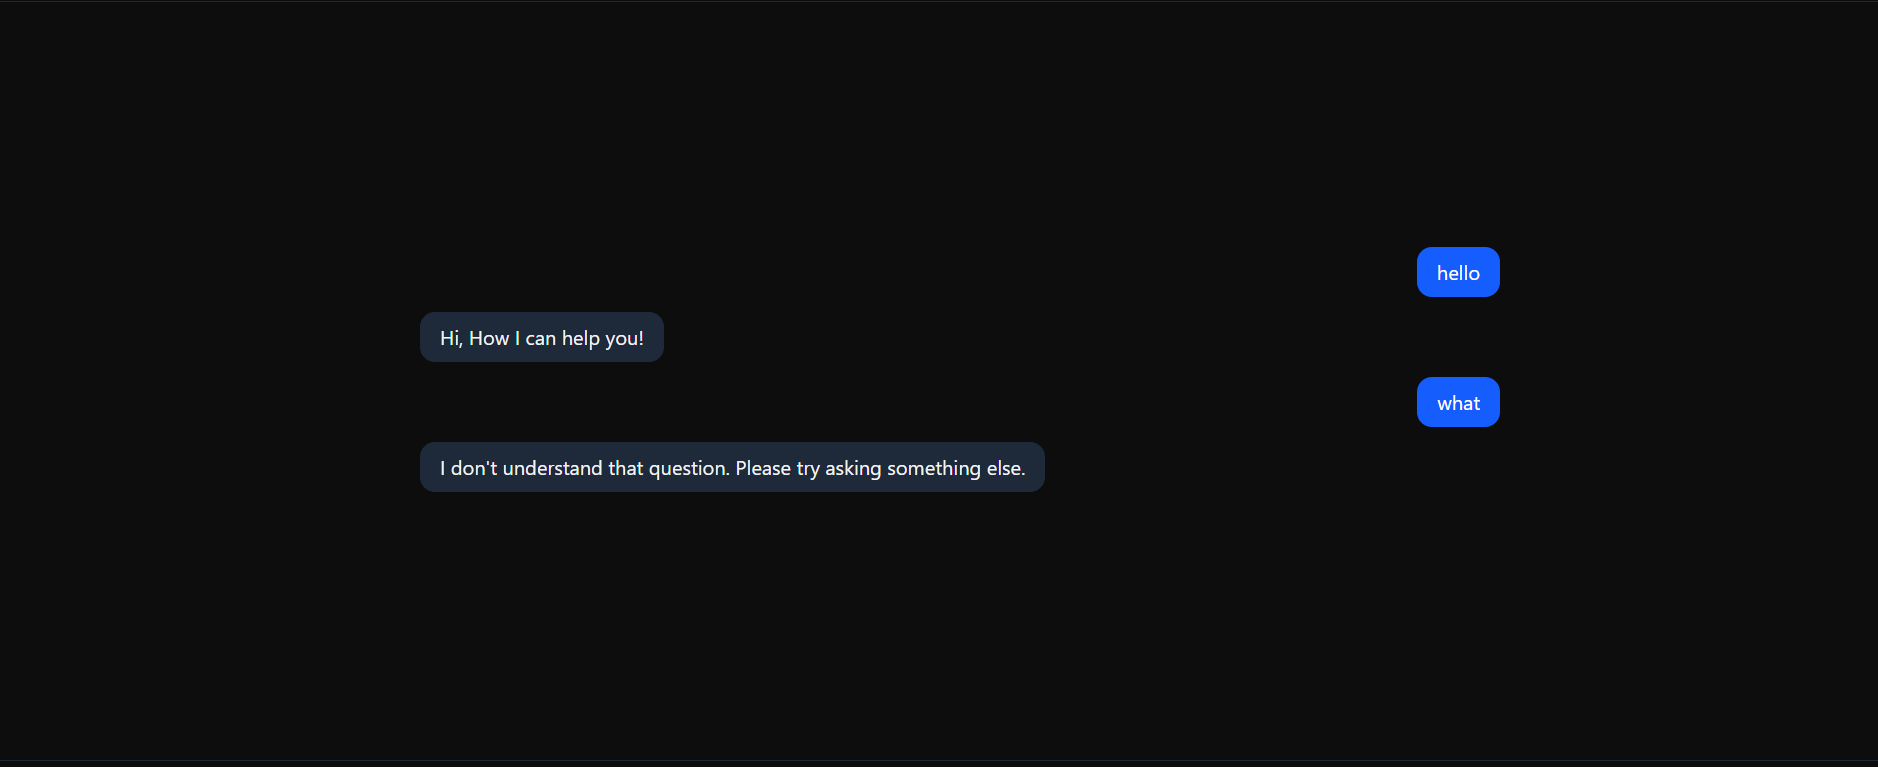 hello
Hi, How I can help you!
what
I don't understand that question. Please try asking something else.